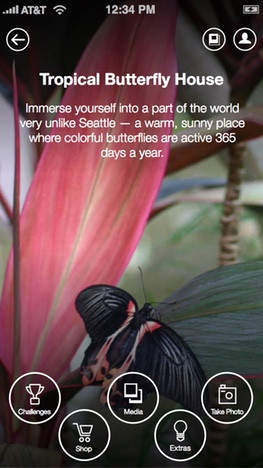 AT&T 12:34 PM
Tropical Butterfly House
Immerse yourself into a part of the world
very unlike Seattle — a warm, sunny place
where colorful butterflies are active 365
days a year.
Challenges
Media
Take Photo
Shop
Extras